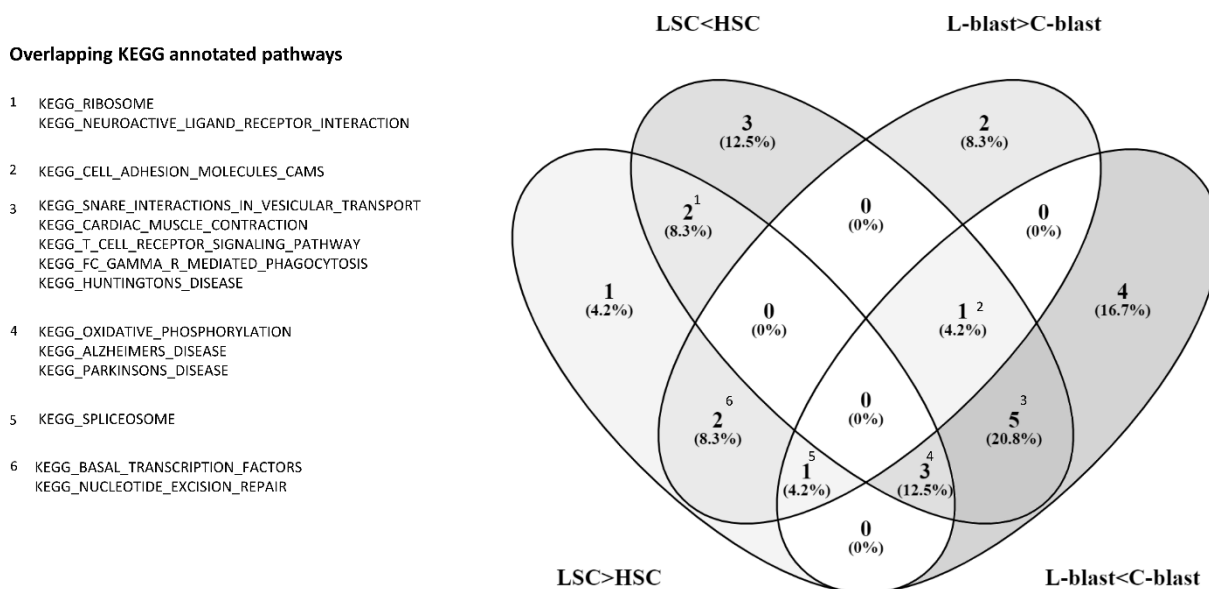 Overlapping KEGG annotated pathways
1 KEGG_RIBOSOME
KEGG_NEUROACTIVE_LIGAND_RECEPTOR_INTERACTION
2 KEGG_CELL_ADHESION_MOLECULES_CAMS
3 KEGG_SNARE_INTERACTIONS_IN_VESICULAR_TRANSPORT
KEGG_CARDIAC_MUSCLE_CONTRACTION
KEGG_T_CELL_RECEPTOR_SIGNALING_PATHWAY
KEGG_FC_GAMMA_R_MEDIATED_PHAGOCYTOSIS
KEGG_HUNTINGTONS_DISEASE
4 KEGG_OXIDATIVE_PHOSPHORYLATION
KEGG_ALZHEIMERS_DISEASE
KEGG_PARKINSONS_DISEASE
5 KEGG_SPLICEOSOME
6 KEGG_BASAL_TRANSCRIPTION_FACTORS
KEGG_NUCLEOTIDE_EXCISION_REPAIR
LSC<HSC
L-blast>C-blast
3
(12.5%)
2
(8.3%)
2 1
(8.3%)
0
(0%)
0
(0%)
1
(4.2%)
0
(0%)
1 2
(4.2%)
4
(16.7%)
2 6
(8.3%)
0
(0%)
5 3
(20.8%)
1 5
(4.2%)
3 4
(12.5%)
0
(0%)
LSC>HSC
L-blast<C-blast